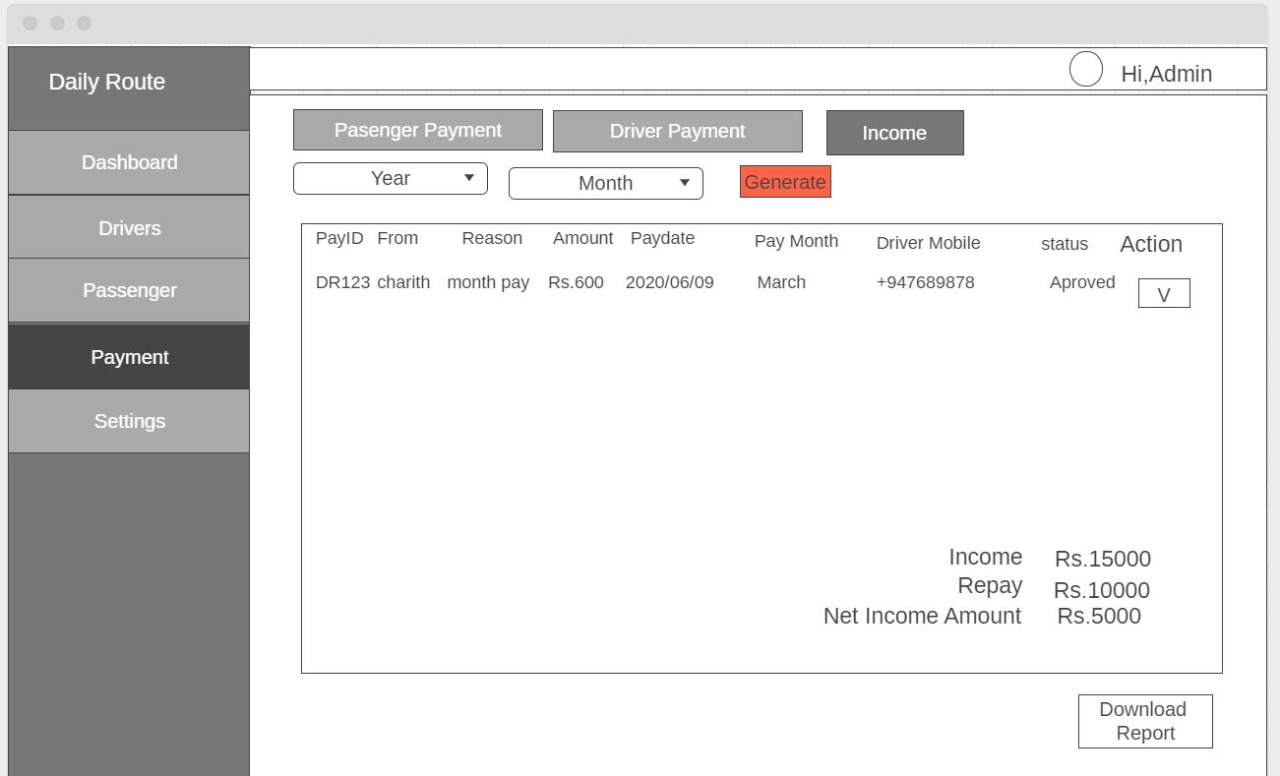 Daily Route
Hi,Admin
Dashboard
Drivers
Passenger
Payment
Settings
Pasenger Payment Driver Payment Income
Year Month Generate
PayID From Reason Amount Paydate Pay Month Driver Mobile status Action
DR123 charith month pay Rs.600 2020/06/09 March +947689878 Aproved V
Income Rs.15000
Repay Rs.10000
Net Income Amount Rs.5000
Download
Report